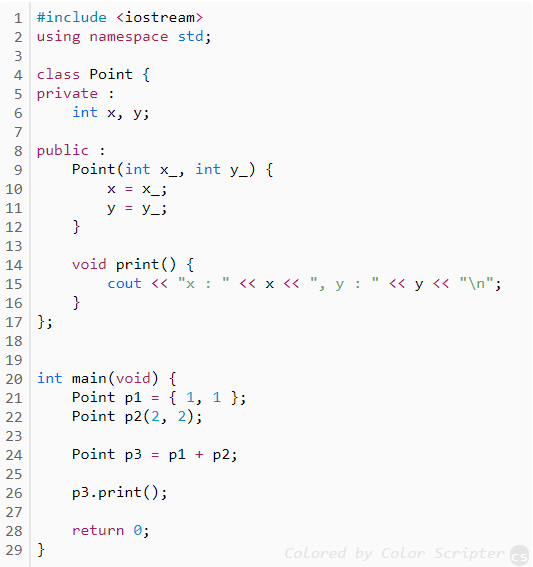 1 #include <iostream>
2 using namespace std;
3
4 class Point {
5 private :
6     int x, y;
7
8 public :
9     Point(int x_, int y_) {
10         x = x_;
11         y = y_;
12     }
13
14     void print() {
15         cout << "x : " << x << ", y : " << y << "\n";
16     }
17 };
18
19
20 int main(void) {
21     Point p1 = { 1, 1 };
22     Point p2(2, 2);
23
24     Point p3 = p1 + p2;
25
26     p3.print();
27
28     return 0;
29 }
Colored by Color Scripter cs